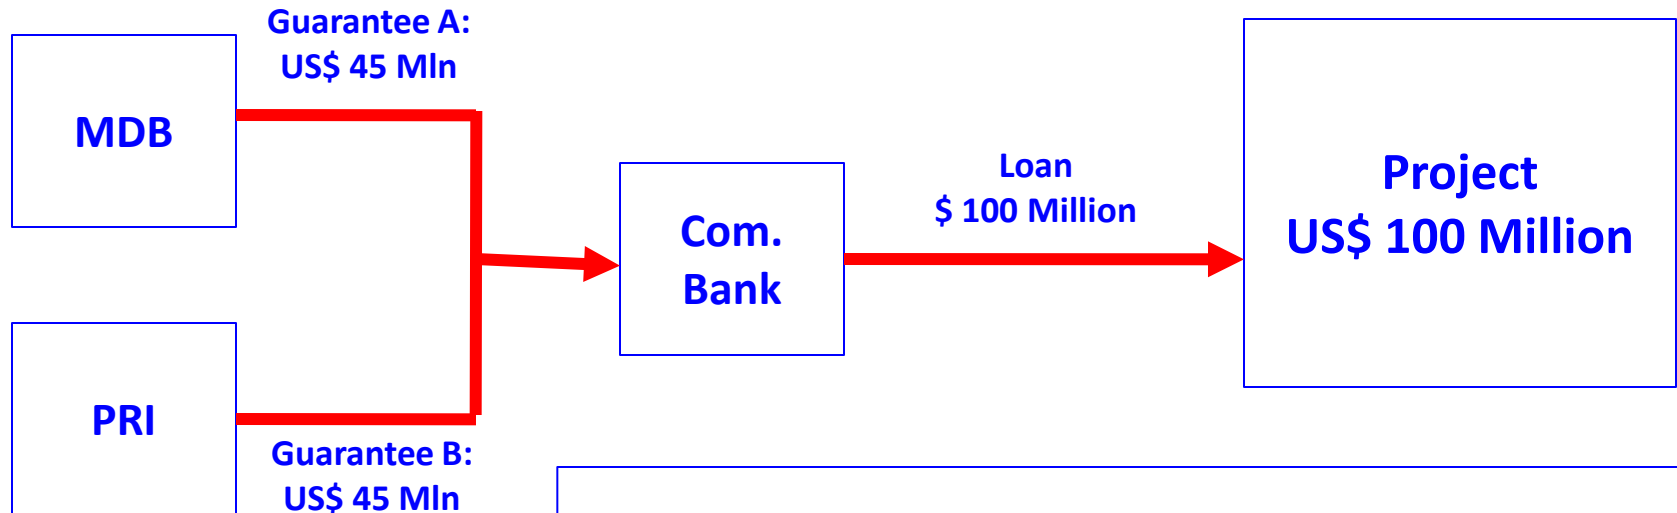 Guarantee A:
US$ 45 Mln
MDB
Com.
Bank
Loan
$ 100 Million
Project
US$ 100 Million
PRI
Guarantee B:
US$ 45 Mln